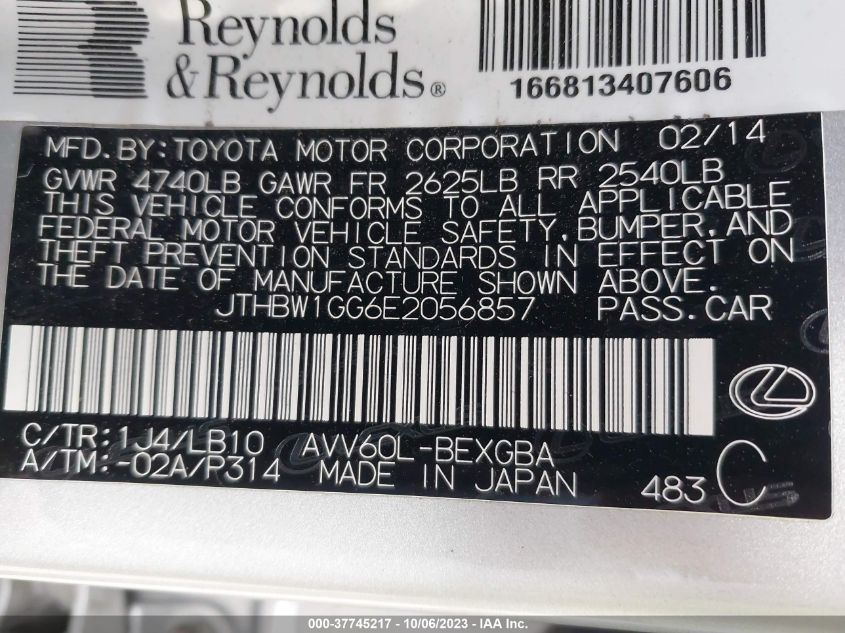 Reynolds
& Reynolds®
166813407606
MFD. BY: TOYOTA MOTOR CORPORATION 02/14
GVWR 4740LB GAWR FR 2625LB RR 2540LB
THIS VEHICLE CONFORMS TO ALL APPLICABLE
FEDERAL MOTOR VEHICLE SAFETY, BUMPER, AND
THEFT PREVENTION STANDARDS IN EFFECT ON
THE DATE OF MANUFACTURE SHOWN ABOVE.
JTHBW1GG6E2056857 PASS. CAR
C/TR: 1J4/LB10 AVV60L-BEXGBA
A/TM: -02A/P314 MADE IN JAPAN 483 C
000-37745217 - 10/06/2023 - © IAA Inc.